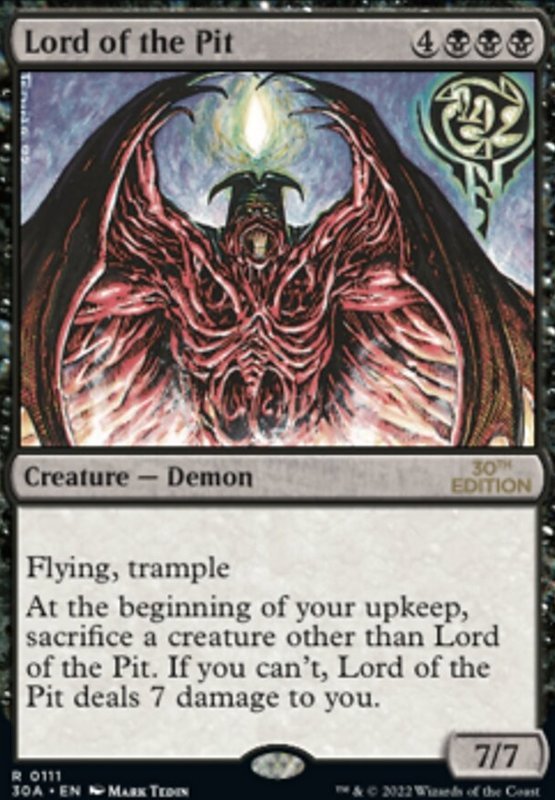 Lord of the Pit 4
Creature — Demon
30TH
EDITION
Flying, trample
At the beginning of your upkeep,
sacrifice a creature other than Lord
of the Pit. If you can't, Lord of the
Pit deals 7 damage to you.
7/7
R 0111
30A • EN Mark Tedin
™ & © 2022 Wizards of the Coast